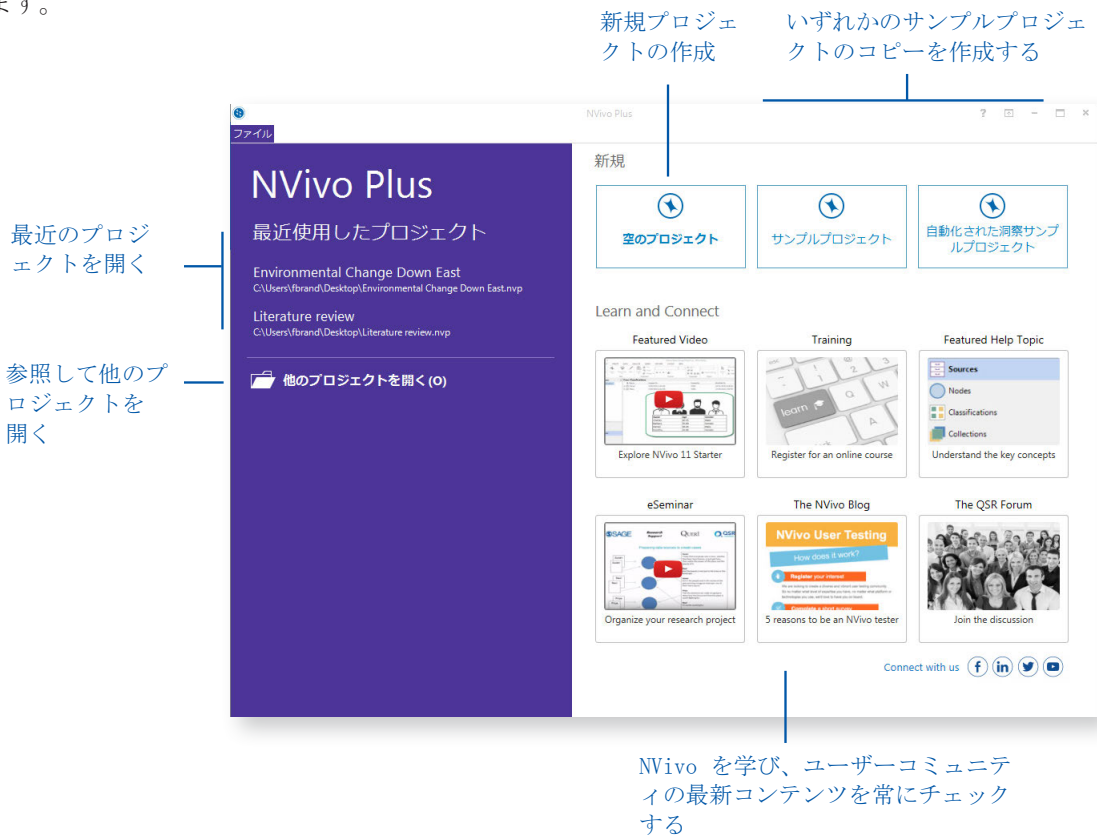 ます。
新規プロジェ
クトの作成
いずれかのサンプルプロジェ
クトのコピーを作成する
NVivo Plus
ファイル
NVivo Plus
最近使用したプロジェクト
Environmental Change Down East
C:\Users\fbrand\Desktop\Environmental Change Down East.nvp
Literature review
C:\Users\fbrand\Desktop\Literature review.nvp
他のプロジェクトを開く(O)
最近のプロジ
ェクトを開く
参照して他のプ
ロジェクトを
開く
新規
空のプロジェクト
サンプルプロジェクト
自動化された洞察サンプ
ルプロジェクト
Learn and Connect
Featured Video
Explore NVivo 11 Starter
Training
learn
Register for an online course
Featured Help Topic
Sources
Nodes
Classifications
Collections
Understand the key concepts
eSeminar
SAGE
Organize your research project
The NVivo Blog
NVivo User Testing
How does it work?
Register your interest
Complete a short survey
5 reasons to be an NVivo tester
The QSR Forum
Join the discussion
Connect with us
NVivo を学び、ユーザーコミュニテ
ィの最新コンテンツを常にチェック
する